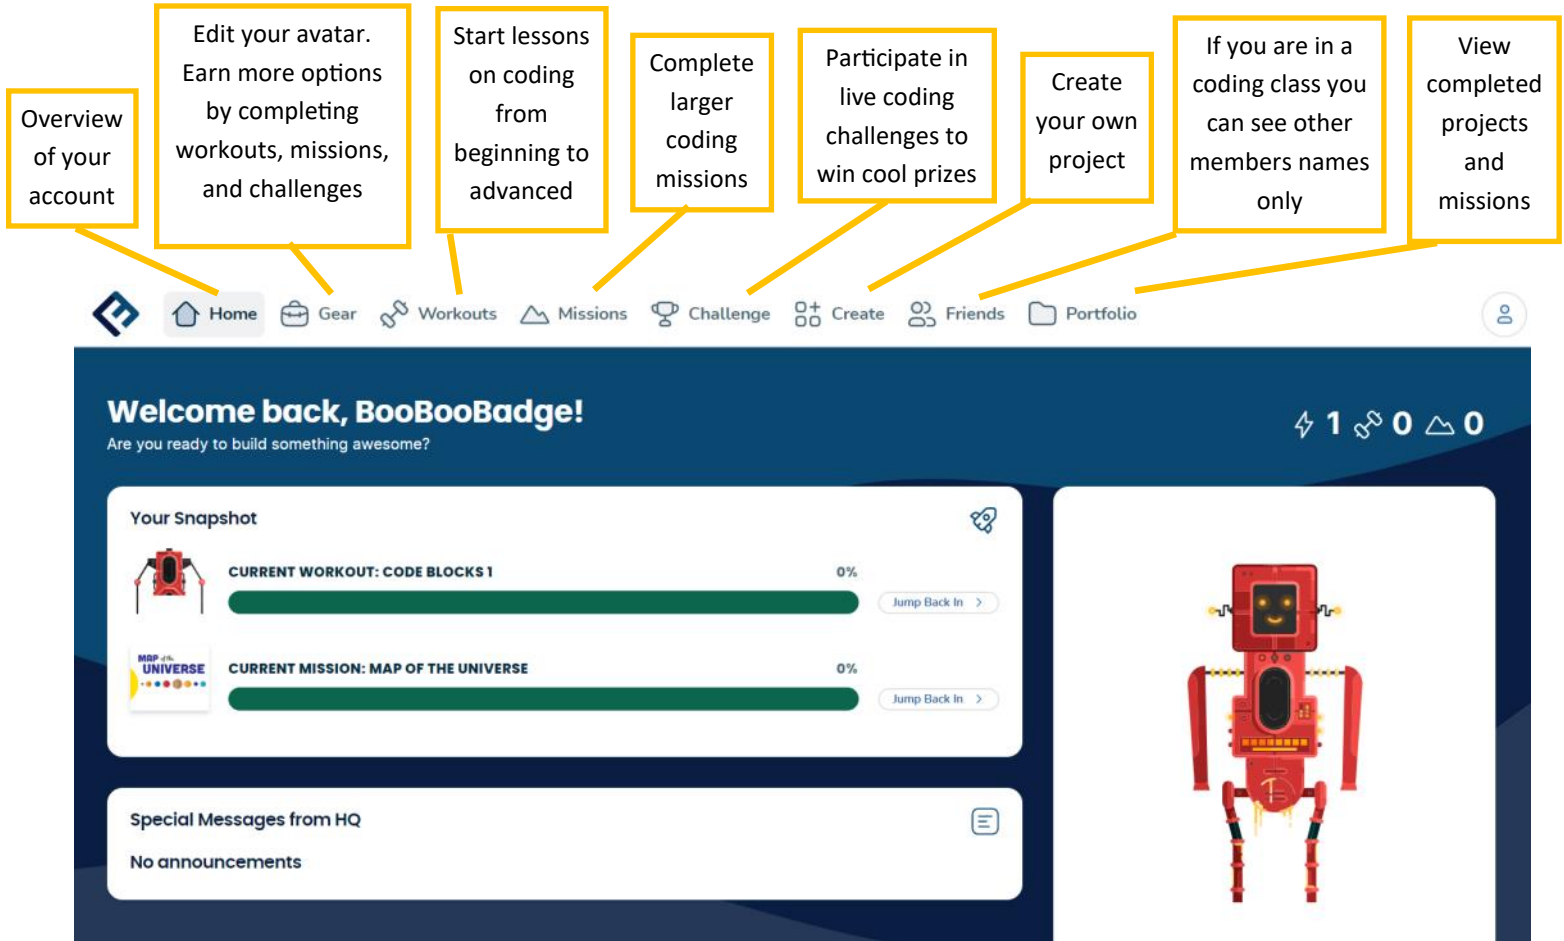 Overview
of your
account
Edit your avatar.
Earn more options
by completing
workouts, missions,
and challenges
Start lessons
on coding
from
beginning to
advanced
Complete
larger
coding
missions
Participate in
live coding
challenges to
win cool prizes
Create
your own
project
If you are in a
coding class you
can see other
members names
only
View
completed
projects
and
missions
Home Gear Workouts Missions Challenge Create Friends Portfolio
Welcome back, BooBooBadge!
Are you ready to build something awesome?
1 0 0
Your Snapshot
CURRENT WORKOUT: CODE BLOCKS 1 0%
Jump Back In >
MAP of the
UNIVERSE
CURRENT MISSION: MAP OF THE UNIVERSE 0%
Jump Back In >
Special Messages from HQ
No announcements